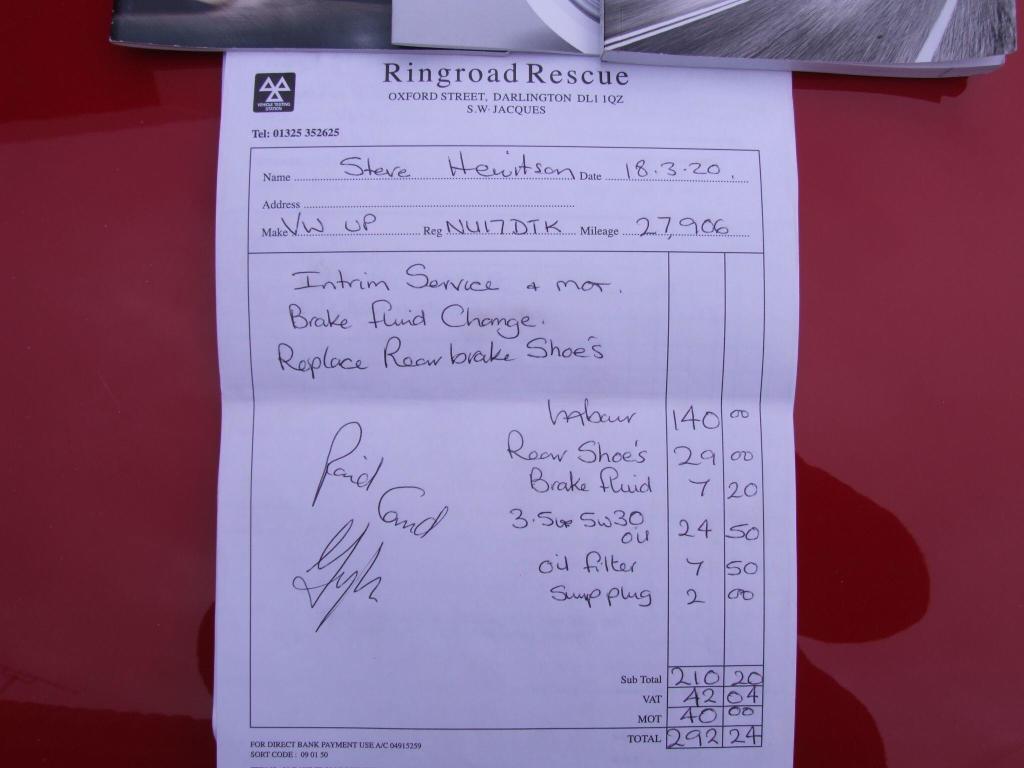 Ringroad Rescue
OXFORD STREET, DARLINGTON DL1 1QZ
S.W. JACQUES
VEHICLE TESTING
STATION
Tel: 01325 352625
Name Steve Hewitson Date 18.3.20.
Address
Make VW UP Reg NU17DTK Mileage 27,906
Intrim Service & MOT.
Brake fluid Change.
Replace Rear brake Shoe's
Labour 140 00
Rear Shoe's 29 00
Brake fluid 7 20
3.5 5w30 24 50
oil
oil filter 7 50
Sump plug 2 00
Paid
Card
Sub Total 210 20
VAT 42 04
MOT 40 00
TOTAL 292 24
FOR DIRECT BANK PAYMENT USE A/C 04915259
SORT CODE : 09 01 50